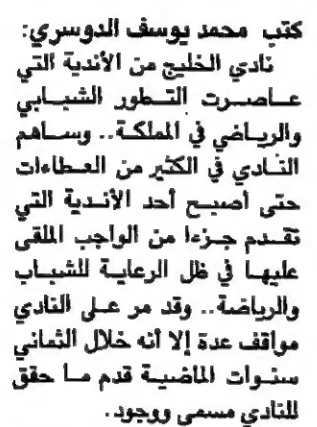 كتب محمد يوسف الدوسري:
نادي الخليج من الأندية التي
عاصرت التطور الشبابي
والرياضي في المملكة.. وساهم
النادي في الكثير من العطاءات
حتى أصبح أحد الأندية التي
تقدم جزءا من الواجب الملقى
عليها في ظل الرعاية للشباب
والرياضة.. وقد مر على النادي
مواقف عدة إلا أنه خلال الثماني
سنوات الماضية قدم ما حقق
للنادي مسمى ووجود.